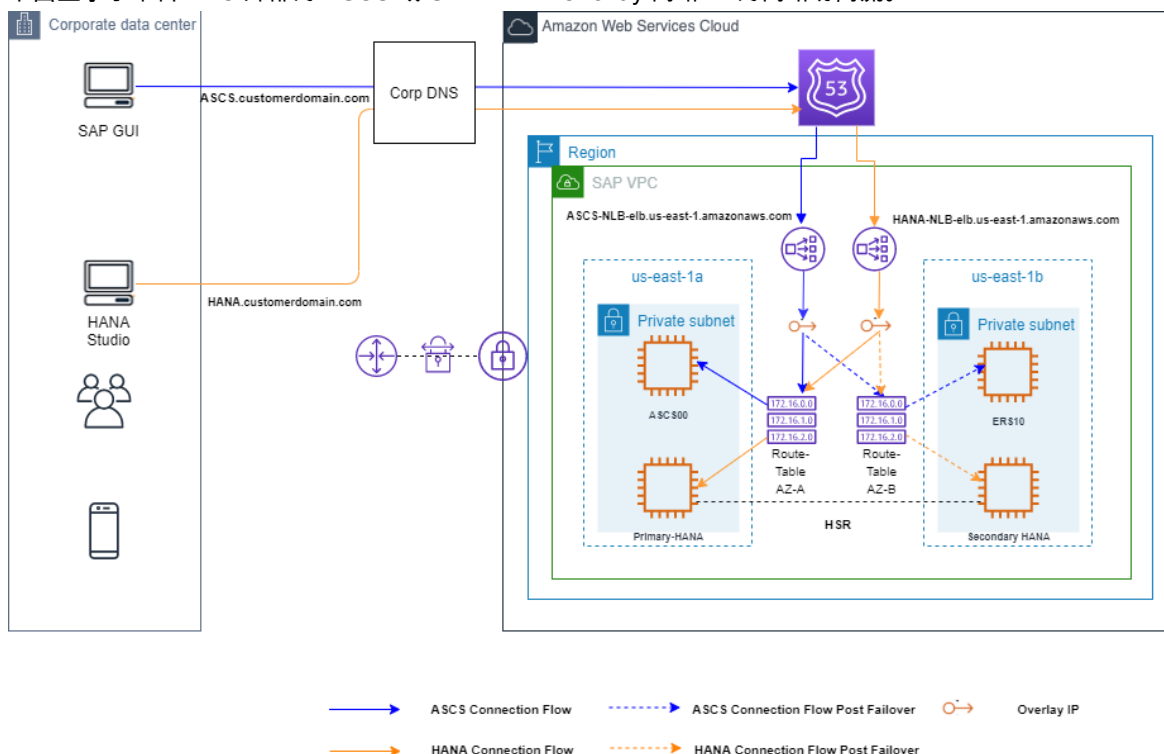 Corporate data center
Amazon Web Services Cloud
SAP GUI
ASCS.customerdomain.com
Corp DNS
53
Region
SAP VPC
ASCS-NLB-elb.us-east-1.amazonaws.com
HANA-NLB-elb.us-east-1.amazonaws.com
us-east-1a
us-east-1b
HANA
Studio
HANA.customerdomain.com
Private subnet
Private subnet
ASCS00
ERS10
172.16.0.0
172.16.1.0
172.16.2.0
172.16.0.0
172.16.1.0
172.16.2.0
Route-
Table
AZ-A
Route-
Table
AZ-B
HSR
Primary-HANA
Secondary HANA
ASCS Connection Flow
ASCS Connection Flow Post Failover
Overlay IP
HANA Connection Flow
HANA Connection Flow Post Failover